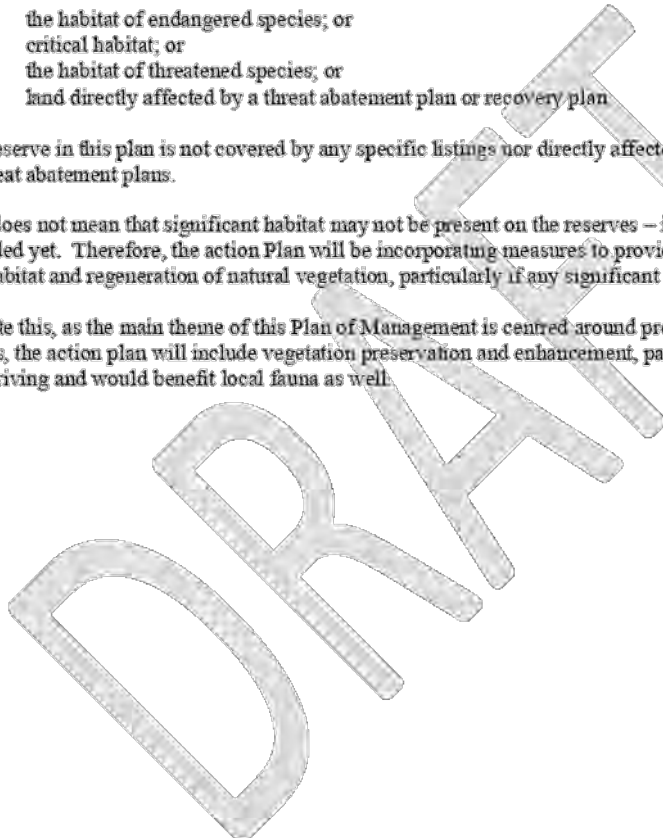 the habitat of endangered species; or
critical habitat; or
the habitat of threatened species; or
land directly affected by a threat abatement plan or recovery plan
eserve in this plan is not covered by any specific listings nor directly affecte
eat abatement plans.
does not mean that significant habitat may not be present on the reserves –
led yet. Therefore, the action Plan will be incorporating measures to provi
abitat and regeneration of natural vegetation, particularly if any significant
te this, as the main theme of this Plan of Management is centred around pre
s, the action plan will include vegetation preservation and enhancement, pa
riving and would benefit local fauna as well.
DRAFT